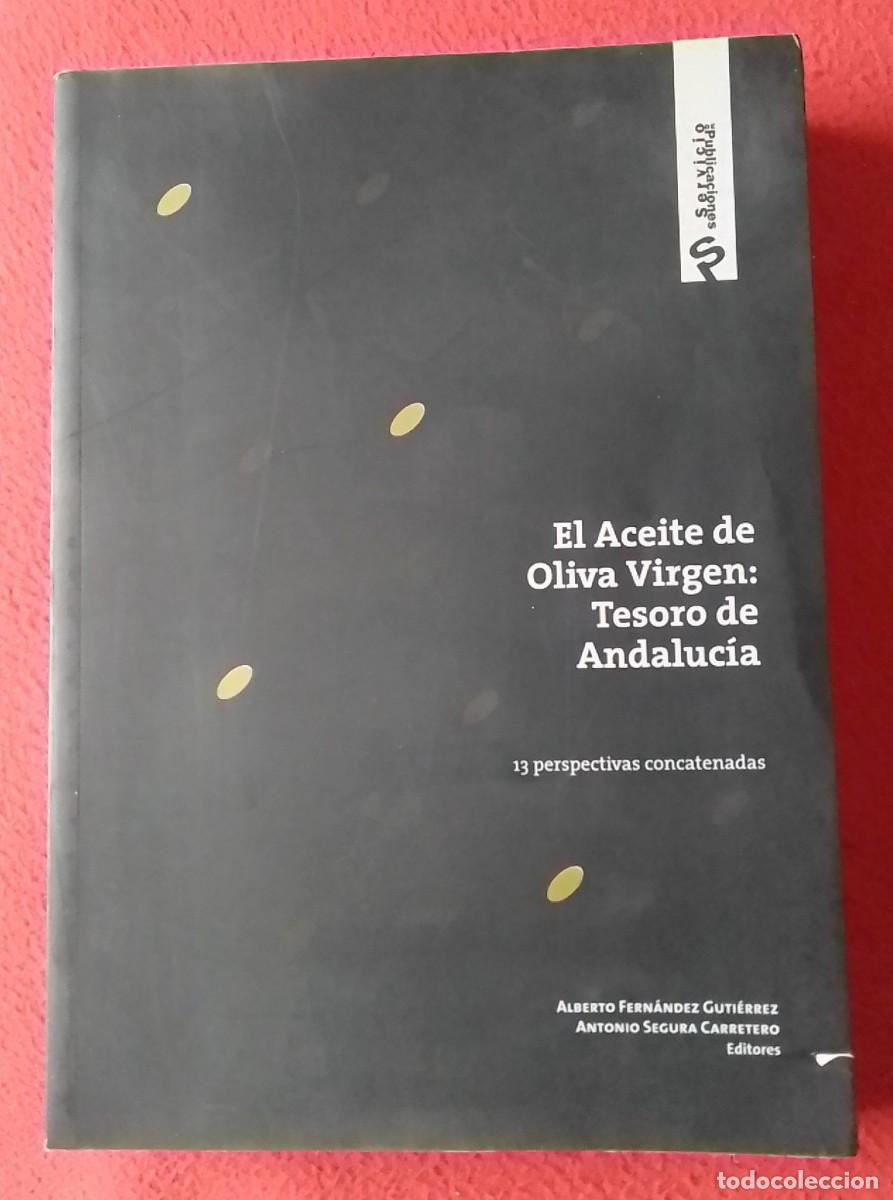 Servicio
de Publicaciones
SP
El Aceite de
Oliva Virgen:
Tesoro de
Andalucía
13 perspectivas concatenadas
ALBERTO FERNÁNDEZ GUTIÉRREZ
ANTONIO SEGURA CARRETERO
Editores
todocoleccion